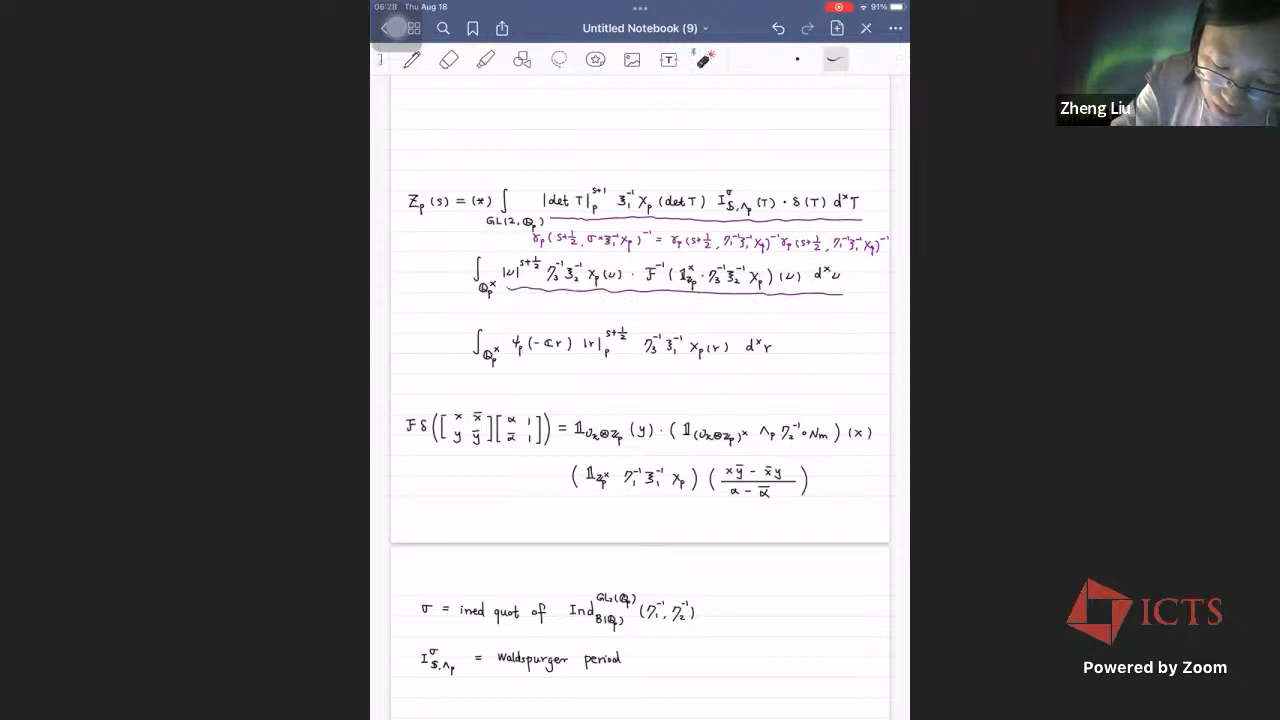 06:28 Thu Aug 18
91%
Untitled Notebook (9)
Zheng Liu
Z_p(s) = (*) ∫_{GL(2,ℚ_p)} |det T|_p^{s+1} ξ_1^{-1} χ_p (det T) I^σ_{𝕊,Λ_p} (T) · δ(T) d^×T
γ_p(s+½, σ×ξ_1^{-1}χ_p)^{-1} = γ_p(s+½, η_1^{-1}ξ_1^{-1}χ_p)^{-1} γ_p(s+½, η_1^{-1}ξ_1^{-1}χ_p)^{-1}
∫_{ℚ_p^×} |ν|^{s+½} η_3^{-1} ξ_2^{-1} χ_p(ν) · F^{-1}(𝟙_{ℤ_p^×} · η_3^{-1} ξ_2^{-1} χ_p)(ν) d^×ν
∫_{ℚ_p^×} ψ_p(-ℂr) |r|_p^{s+½} η_3^{-1} ξ_1^{-1} χ_p(r) d^×r
Fδ([x x̄ y ȳ][α 1 ᾱ 1]) = 𝟙_{O_K⊗ℤ_p}(y) · (𝟙_{(O_K⊗ℤ_p)^×} Λ_p η_2^{-1}∘Nm)(x)
(𝟙_{ℤ_p^×} η_1^{-1} ξ_1^{-1} χ_p)((xȳ - x̄y)/(α - ᾱ))
σ = irred quot of Ind_{B(ℚ_p)}^{GL_2(ℚ_p)} (η_1^{-1}, η_2^{-1})
I^σ_{𝕊,Λ_p} = Waldspurger period
ICTS
Powered by Zoom